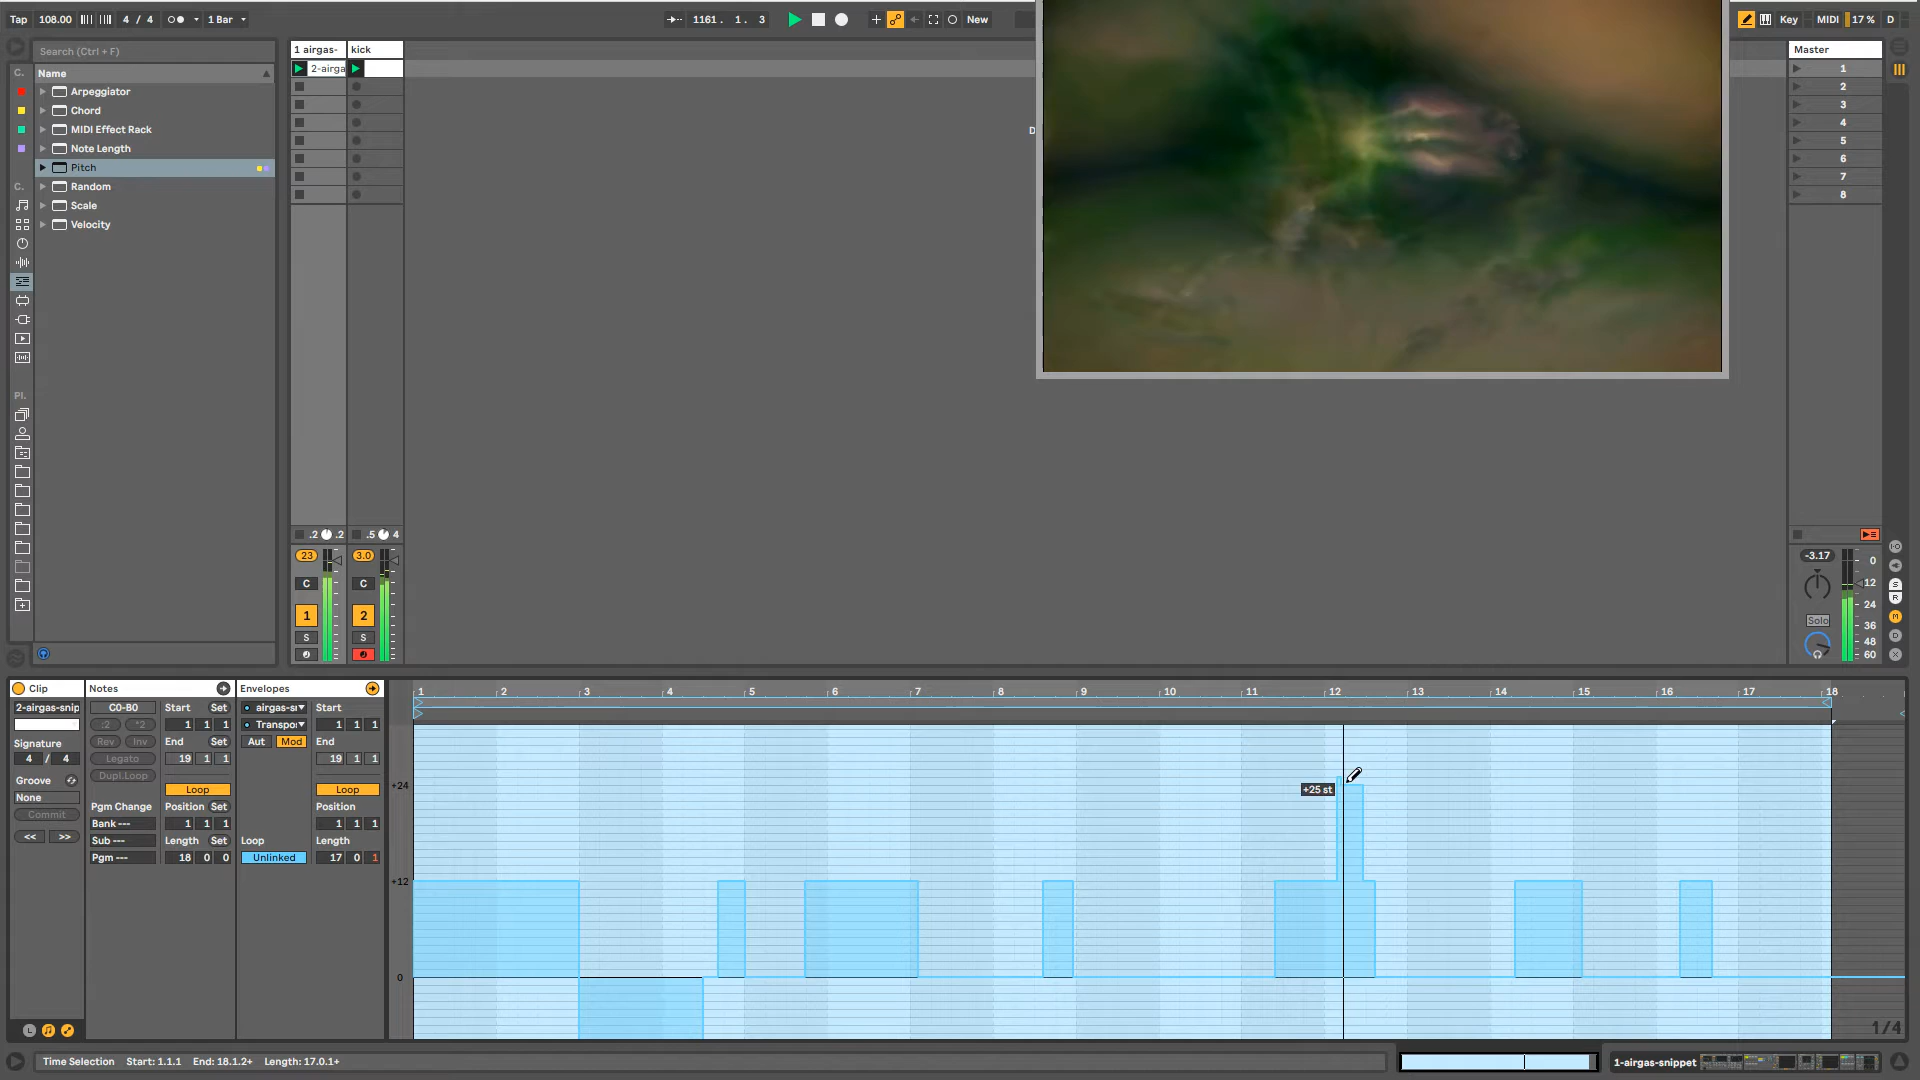 Tap 108.00 4 / 4 1 Bar 1161. 1. 3 New Key MIDI 17 % D
Search (Ctrl + F)
1 airgas- kick
Master
C.
Name
2-airga
1
Arpeggiator
2
Chord
3
MIDI Effect Rack
4
D
Note Length
5
Pitch
6
C.
Random
7
Scale
8
Velocity
Pl.
.2 .2 .5 4
23 3.0
-3.17 0
C C
12
S
R
1 2
24
Solo
M
S S
36
D
48
60
Clip
Notes
Envelopes
1 2 3 4 5 6 7 8 9 10 11 12 13 14 15 16 17 18
2-airgas-snip
C0-B0
Start Set
Start
:2 *2
1 1 1
Transpo
1 1 1
Signature
Rev Inv
End Set
Aut Mod
End
4 / 4
Legato
19 1 1
19 1 1
Groove
Dupl.Loop
None
Loop
Loop
+24
+25 st
Commit
Pgm Change
Position Set
Position
<< >>
Bank ---
1 1 1
1 1 1
Sub ---
Length Set
Loop
Length
Pgm ---
18 0 0
Unlinked
17 0 1
+12
0
L
1/4
Time Selection Start: 1.1.1 End: 18.1.2+ Length: 17.0.1+
1-airgas-snippet